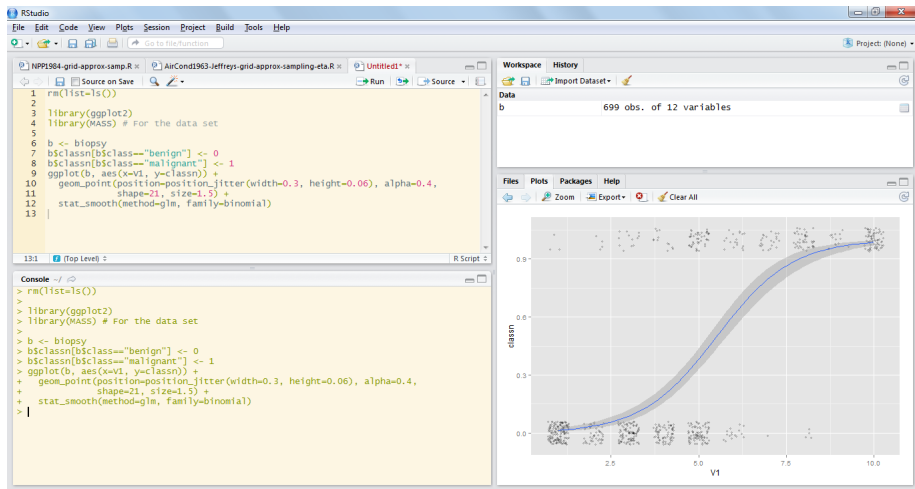 RStudio
File Edit Code View Plots Session Project Build Tools Help
Go to file/function
Project: (None)
NPP1984-grid-approx-samp.R
AirCond1963-Jeffreys-grid-approx-sampling-eta.R
Untitled1*
Source on Save
Run
Source
1 rm(list=ls())
2
3 library(ggplot2)
4 library(MASS) # For the data set
5
6 b <- biopsy
7 b$classn[b$class=="benign"] <- 0
8 b$classn[b$class=="malignant"] <- 1
9 ggplot(b, aes(x=V1, y=classn)) +
10 geom_point(position=position_jitter(width=0.3, height=0.06), alpha=0.4,
11 shape=21, size=1.5) +
12 stat_smooth(method=glm, family=binomial)
13
13:1 (Top Level) R Script
Console ~/
> rm(list=ls())
>
> library(ggplot2)
> library(MASS) # For the data set
>
> b <- biopsy
> b$classn[b$class=="benign"] <- 0
> b$classn[b$class=="malignant"] <- 1
> ggplot(b, aes(x=V1, y=classn)) +
+ geom_point(position=position_jitter(width=0.3, height=0.06), alpha=0.4,
+ shape=21, size=1.5) +
+ stat_smooth(method=glm, family=binomial)
>
Workspace History
Import Dataset
Data
b 699 obs. of 12 variables
Files Plots Packages Help
Zoom Export Clear All
0.9
0.6
0.3
0.0
classn
2.5 5.0 7.5 10.0
V1